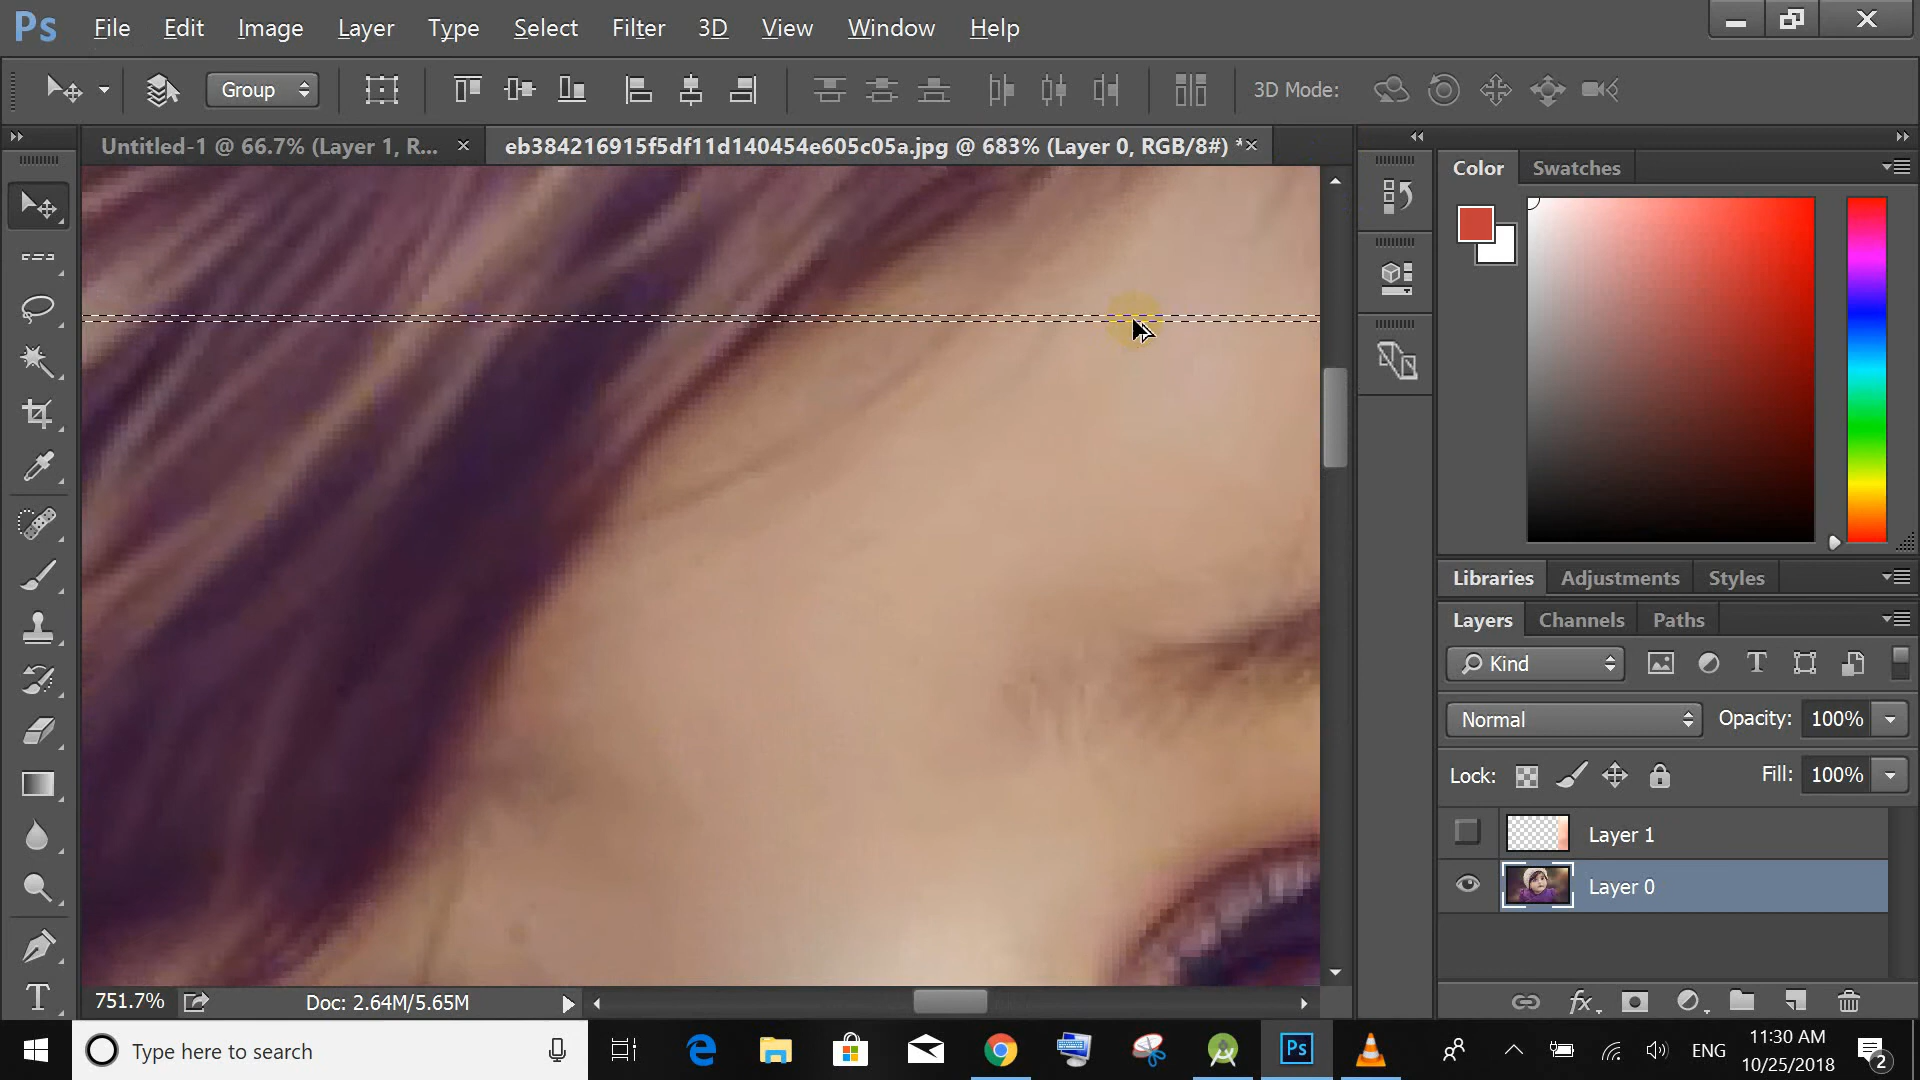 Ps File Edit Image Layer Type Select Filter 3D View Window Help
Group 3D Mode:
Untitled-1 @ 66.7% (Layer 1, R... eb384216915f5df11d140454e605c05a.jpg @ 683% (Layer 0, RGB/8#) *
Color Swatches
Libraries Adjustments Styles
Layers Channels Paths
Kind
Normal Opacity: 100%
Lock: Fill: 100%
Layer 1
Layer 0
751.7% Doc: 2.64M/5.65M
Type here to search Ps ENG 11:30 AM
10/25/2018 2